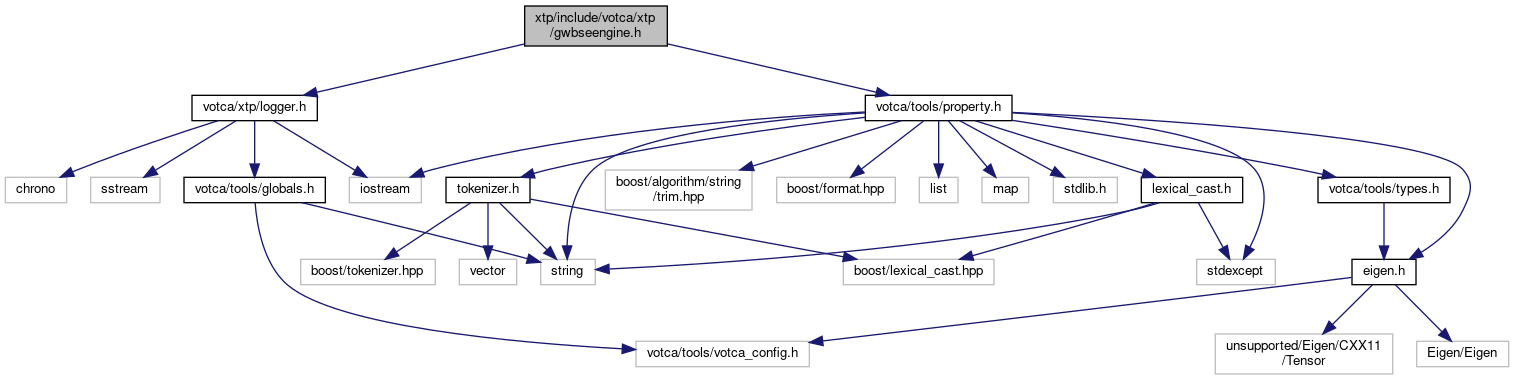 xtp/include/votca/xtp
/gwbseengine.h
votca/xtp/logger.h
votca/tools/property.h
chrono
sstream
votca/tools/globals.h
iostream
tokenizer.h
boost/algorithm/string
/trim.hpp
boost/format.hpp
list
map
stdlib.h
lexical_cast.h
votca/tools/types.h
boost/tokenizer.hpp
vector
string
boost/lexical_cast.hpp
stdexcept
eigen.h
votca/tools/votca_config.h
unsupported/Eigen/CXX11
/Tensor
Eigen/Eigen